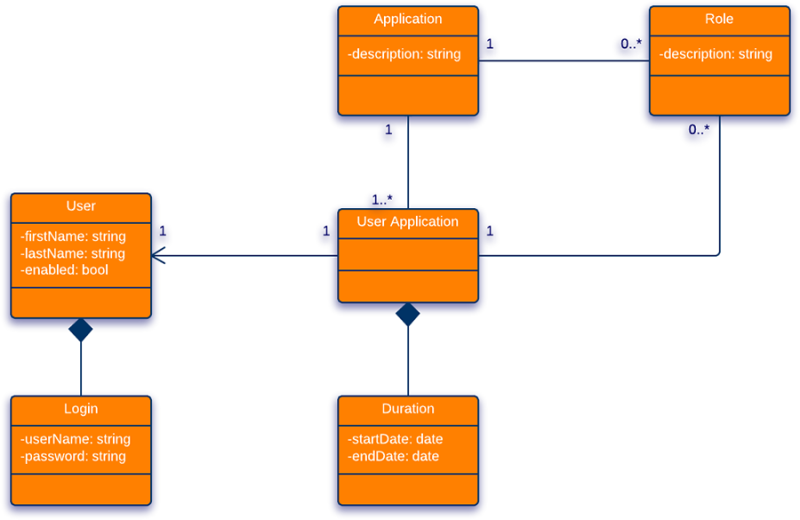 Application
-description: string
1
0..*
Role
-description: string
1
0..*
1..*
User
-firstName: string
-lastName: string
-enabled: bool
1
1
User Application
1
Login
-userName: string
-password: string
Duration
-startDate: date
-endDate: date